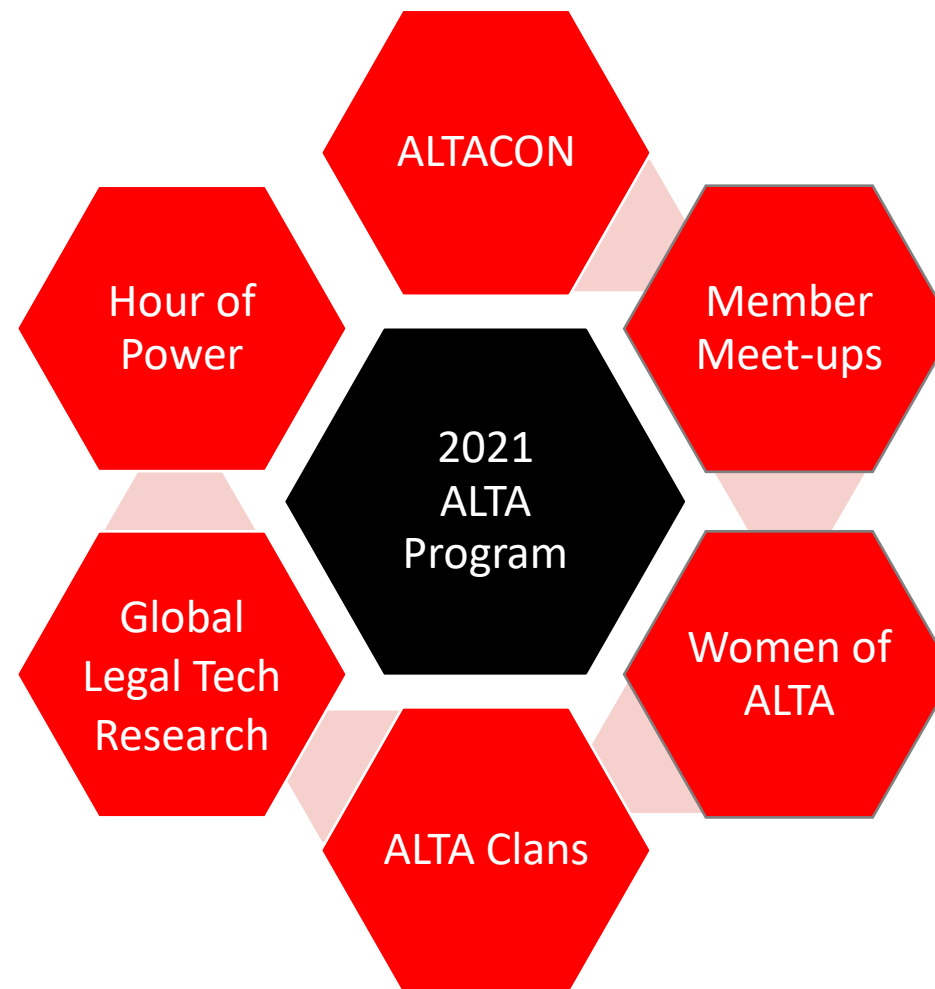 ALTACON
Hour of
Power
Member
Meet-ups
2021
ALTA
Program
Global
Legal Tech
Research
Women of
ALTA
ALTA Clans